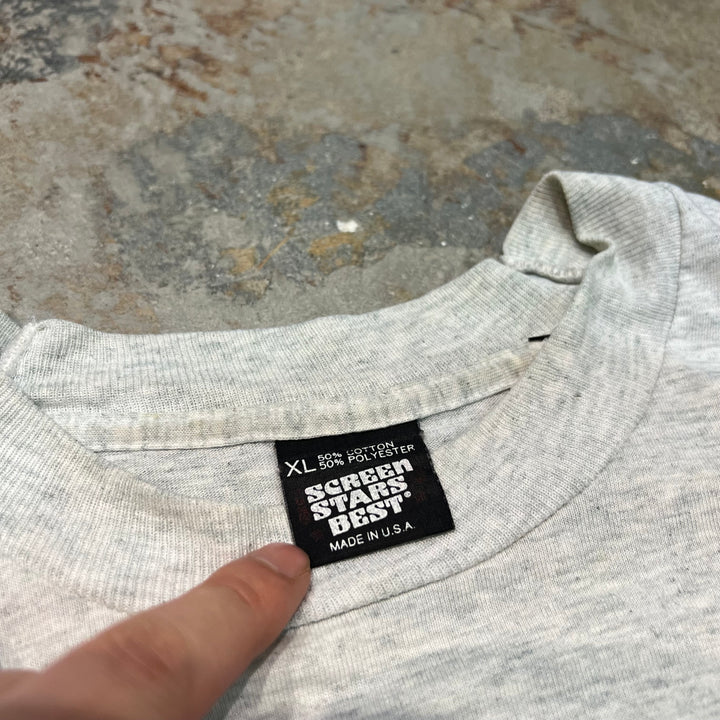 XL 50% COTTON
50% POLYESTER
SCREEN
STARS
BEST®
MADE IN U.S.A.